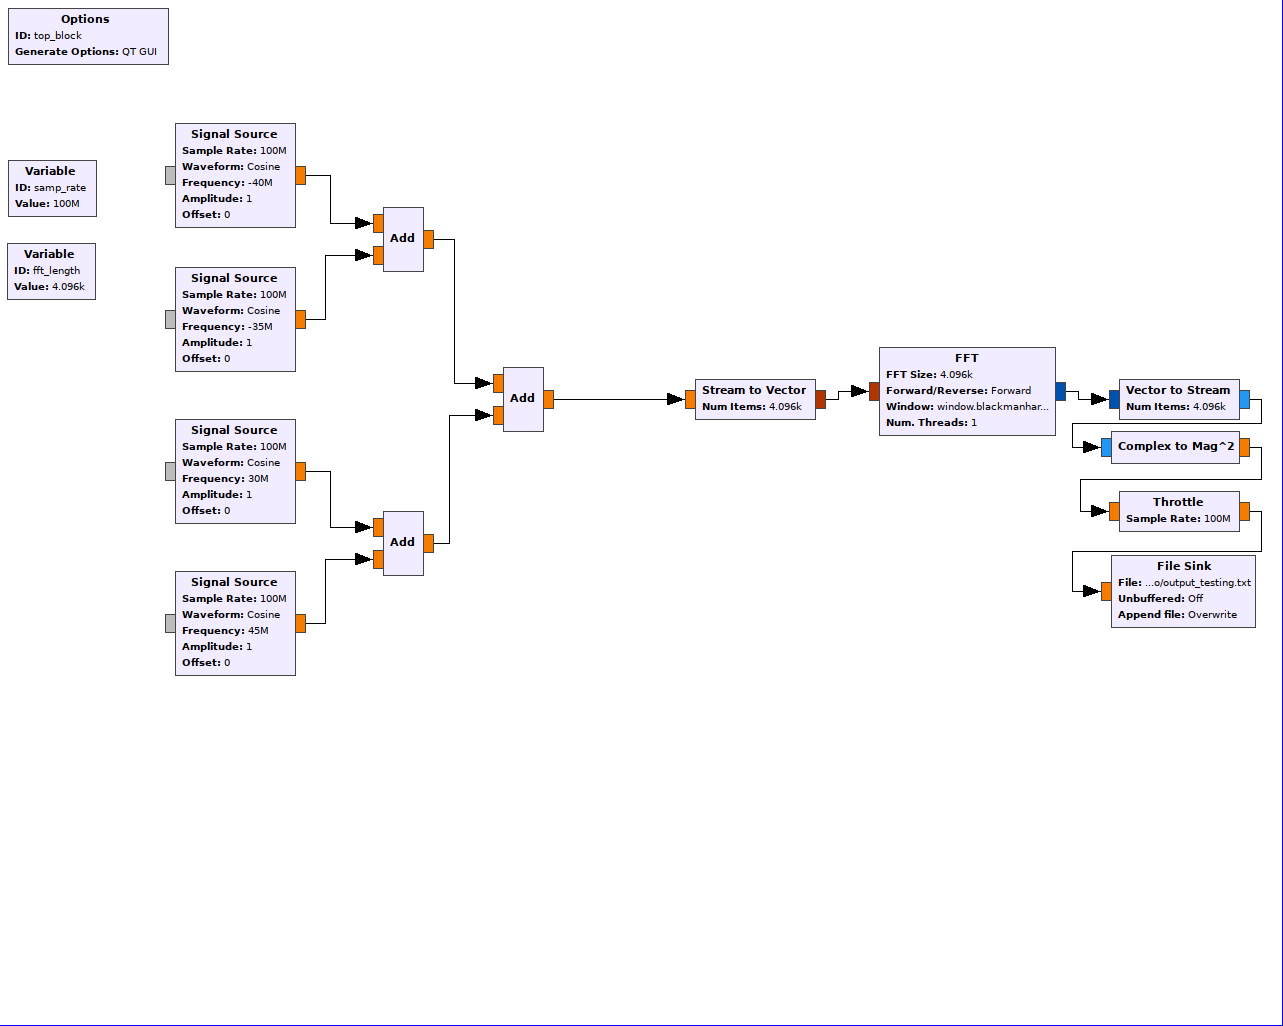 Options
ID: top_block
Generate Options: QT GUI
Variable
ID: samp_rate
Value: 100M
Variable
ID: fft_length
Value: 4.096k
Signal Source
Sample Rate: 100M
Waveform: Cosine
Frequency: -40M
Amplitude: 1
Offset: 0
Signal Source
Sample Rate: 100M
Waveform: Cosine
Frequency: -35M
Amplitude: 1
Offset: 0
Signal Source
Sample Rate: 100M
Waveform: Cosine
Frequency: 30M
Amplitude: 1
Offset: 0
Signal Source
Sample Rate: 100M
Waveform: Cosine
Frequency: 45M
Amplitude: 1
Offset: 0
Add
Add
Add
Stream to Vector
Num Items: 4.096k
FFT
FFT Size: 4.096k
Forward/Reverse: Forward
Window: window.blackmanhar...
Num. Threads: 1
Vector to Stream
Num Items: 4.096k
Complex to Mag^2
Throttle
Sample Rate: 100M
File Sink
File: ...o/output_testing.txt
Unbuffered: Off
Append file: Overwrite